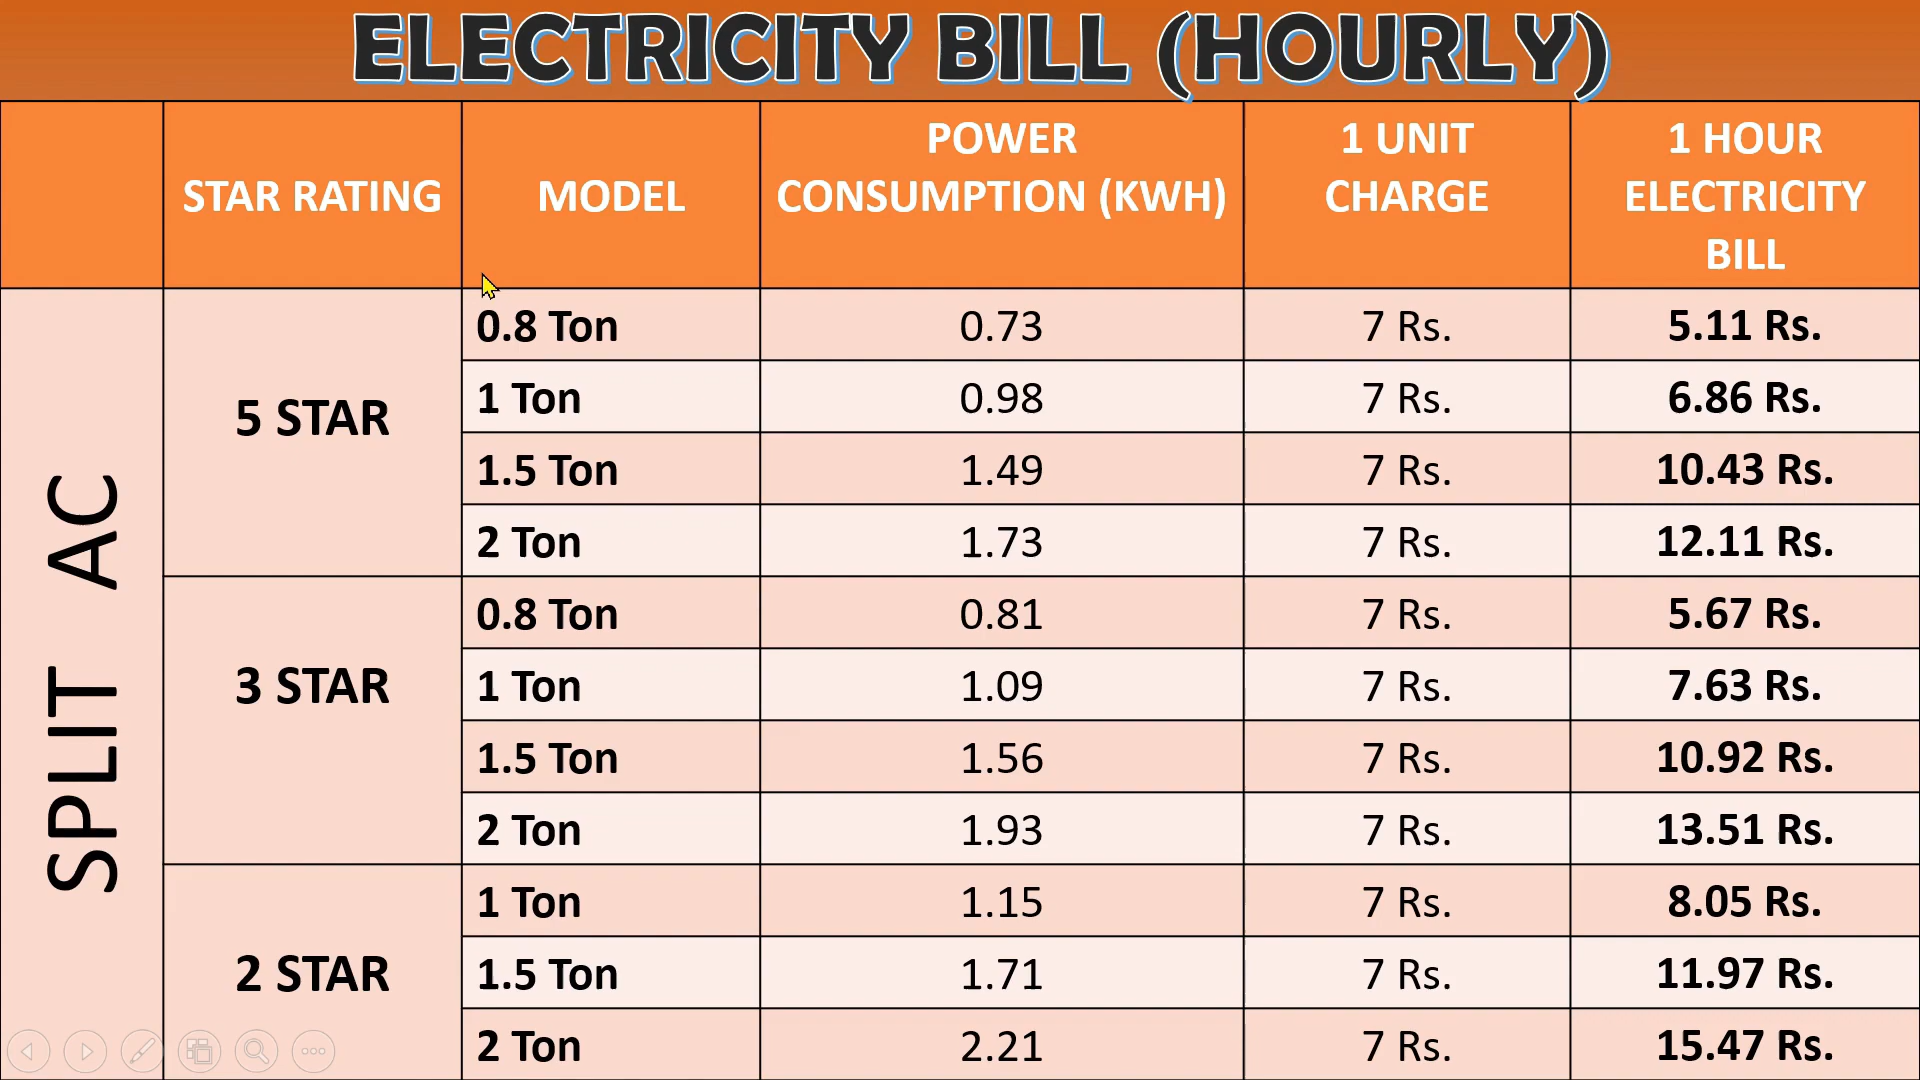 ELECTRICITY BILL (HOURLY)
STAR RATING
MODEL
POWER
CONSUMPTION (KWH)
1 UNIT
CHARGE
1 HOUR
ELECTRICITY
BILL
SPLIT AC
5 STAR
0.8 Ton 0.73 7 Rs. 5.11 Rs.
1 Ton 0.98 7 Rs. 6.86 Rs.
1.5 Ton 1.49 7 Rs. 10.43 Rs.
2 Ton 1.73 7 Rs. 12.11 Rs.
3 STAR
0.8 Ton 0.81 7 Rs. 5.67 Rs.
1 Ton 1.09 7 Rs. 7.63 Rs.
1.5 Ton 1.56 7 Rs. 10.92 Rs.
2 Ton 1.93 7 Rs. 13.51 Rs.
2 STAR
1 Ton 1.15 7 Rs. 8.05 Rs.
1.5 Ton 1.71 7 Rs. 11.97 Rs.
2 Ton 2.21 7 Rs. 15.47 Rs.